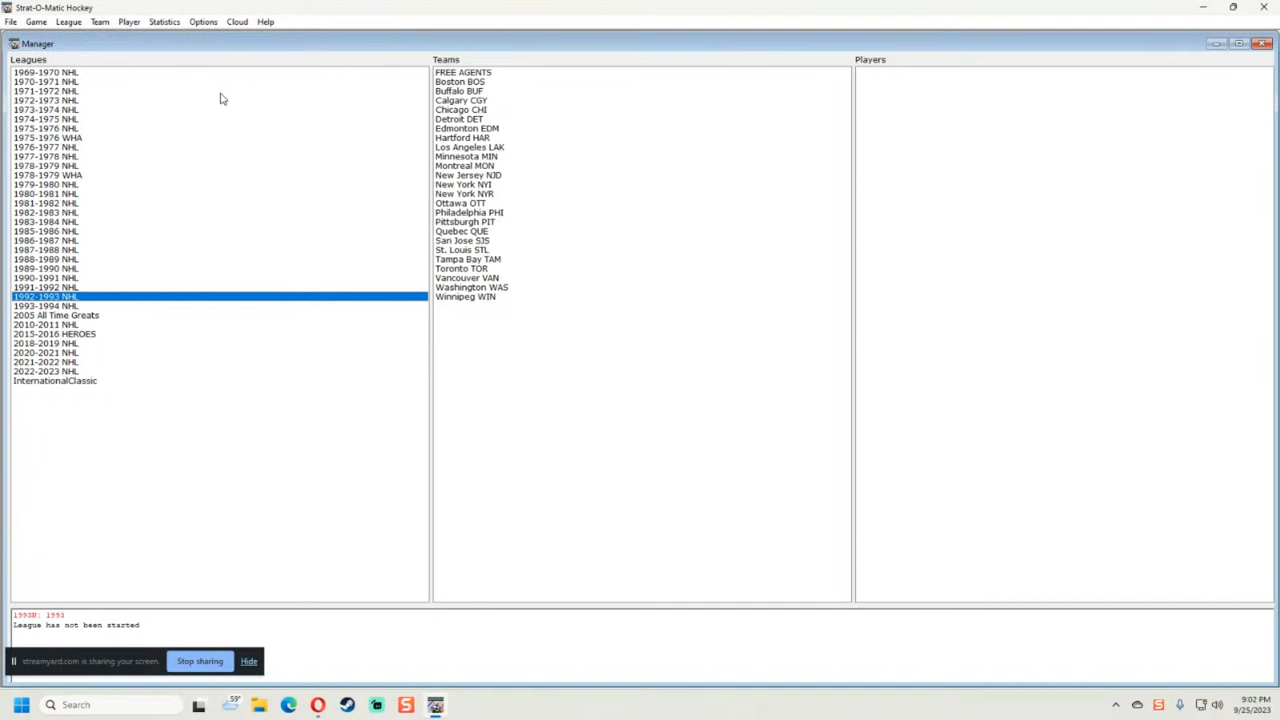 Strat-O-Matic Hockey
File Game League Team Player Statistics Options Cloud Help
Manager
Leagues
1969-1970 NHL
1970-1971 NHL
1971-1972 NHL
1972-1973 NHL
1973-1974 NHL
1974-1975 NHL
1975-1976 NHL
1975-1976 WHA
1976-1977 NHL
1977-1978 NHL
1978-1979 NHL
1978-1979 WHA
1979-1980 NHL
1980-1981 NHL
1981-1982 NHL
1982-1983 NHL
1983-1984 NHL
1985-1986 NHL
1986-1987 NHL
1987-1988 NHL
1988-1989 NHL
1989-1990 NHL
1990-1991 NHL
1991-1992 NHL
1992-1993 NHL
1993-1994 NHL
2005 All Time Greats
2010-2011 NHL
2015-2016 HEROES
2018-2019 NHL
2020-2021 NHL
2021-2022 NHL
2022-2023 NHL
InternationalClassic
Teams
FREE AGENTS
Boston BOS
Buffalo BUF
Calgary CGY
Chicago CHI
Detroit DET
Edmonton EDM
Hartford HAR
Los Angeles LAK
Minnesota MIN
Montreal MON
New Jersey NJD
New York NYI
New York NYR
Ottawa OTT
Philadelphia PHI
Pittsburgh PIT
Quebec QUE
San Jose SJS
St. Louis STL
Tampa Bay TAM
Toronto TOR
Vancouver VAN
Washington WAS
Winnipeg WIN
Players
1993N: 1993
League has not been started
streamyard.com is sharing your screen. Stop sharing Hide
Search
59°
9:02 PM
9/25/2023